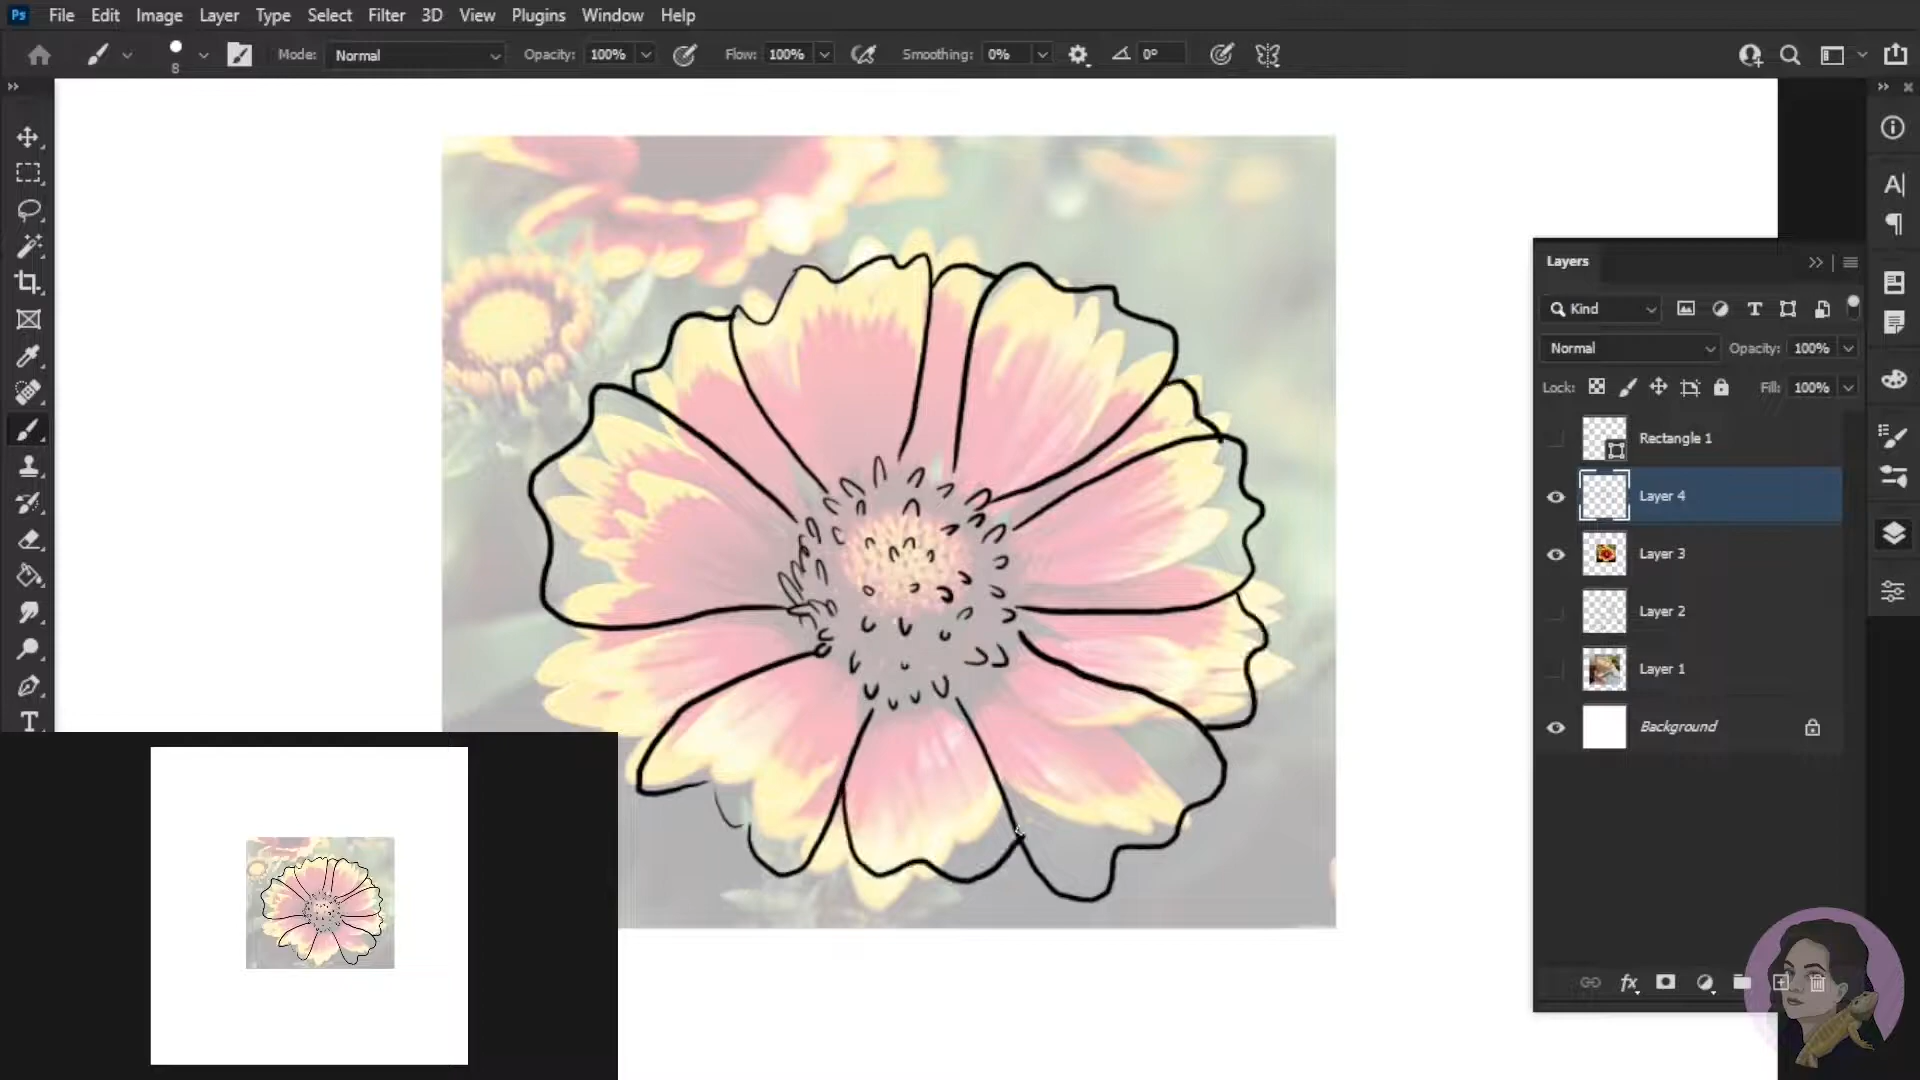 Ps File Edit Image Layer Type Select Filter 3D View Plugins Window Help
8 Mode: Normal Opacity: 100% Flow: 100% Smoothing: 0% 0°
Layers
Kind
Normal Opacity: 100%
Lock: Fill: 100%
Rectangle 1
Layer 4
Layer 3
Layer 2
Layer 1
Background
fx